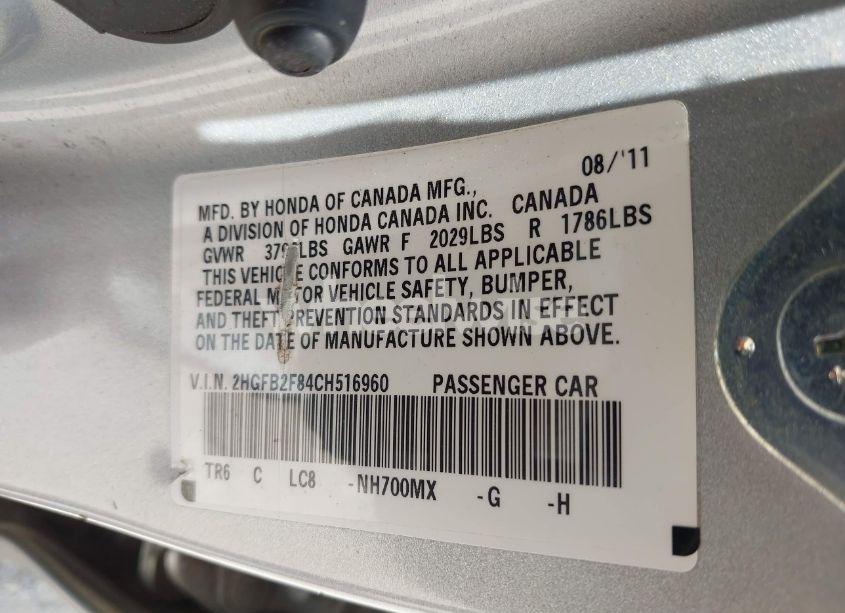 08/'11
MFD. BY HONDA OF CANADA MFG.,
A DIVISION OF HONDA CANADA INC. CANADA
GVWR LBS GAWR F 2029LBS R 1786LBS
THIS VEHICLE CONFORMS TO ALL APPLICABLE
FEDERAL MOTOR VEHICLE SAFETY, BUMPER,
AND THEFT PREVENTION STANDARDS IN EFFECT
ON THE DATE OF MANUFACTURE SHOWN ABOVE.
V.I.N. 2HGFB2F84CH516960 PASSENGER CAR
TR6 C LC8 -NH700MX -G -H